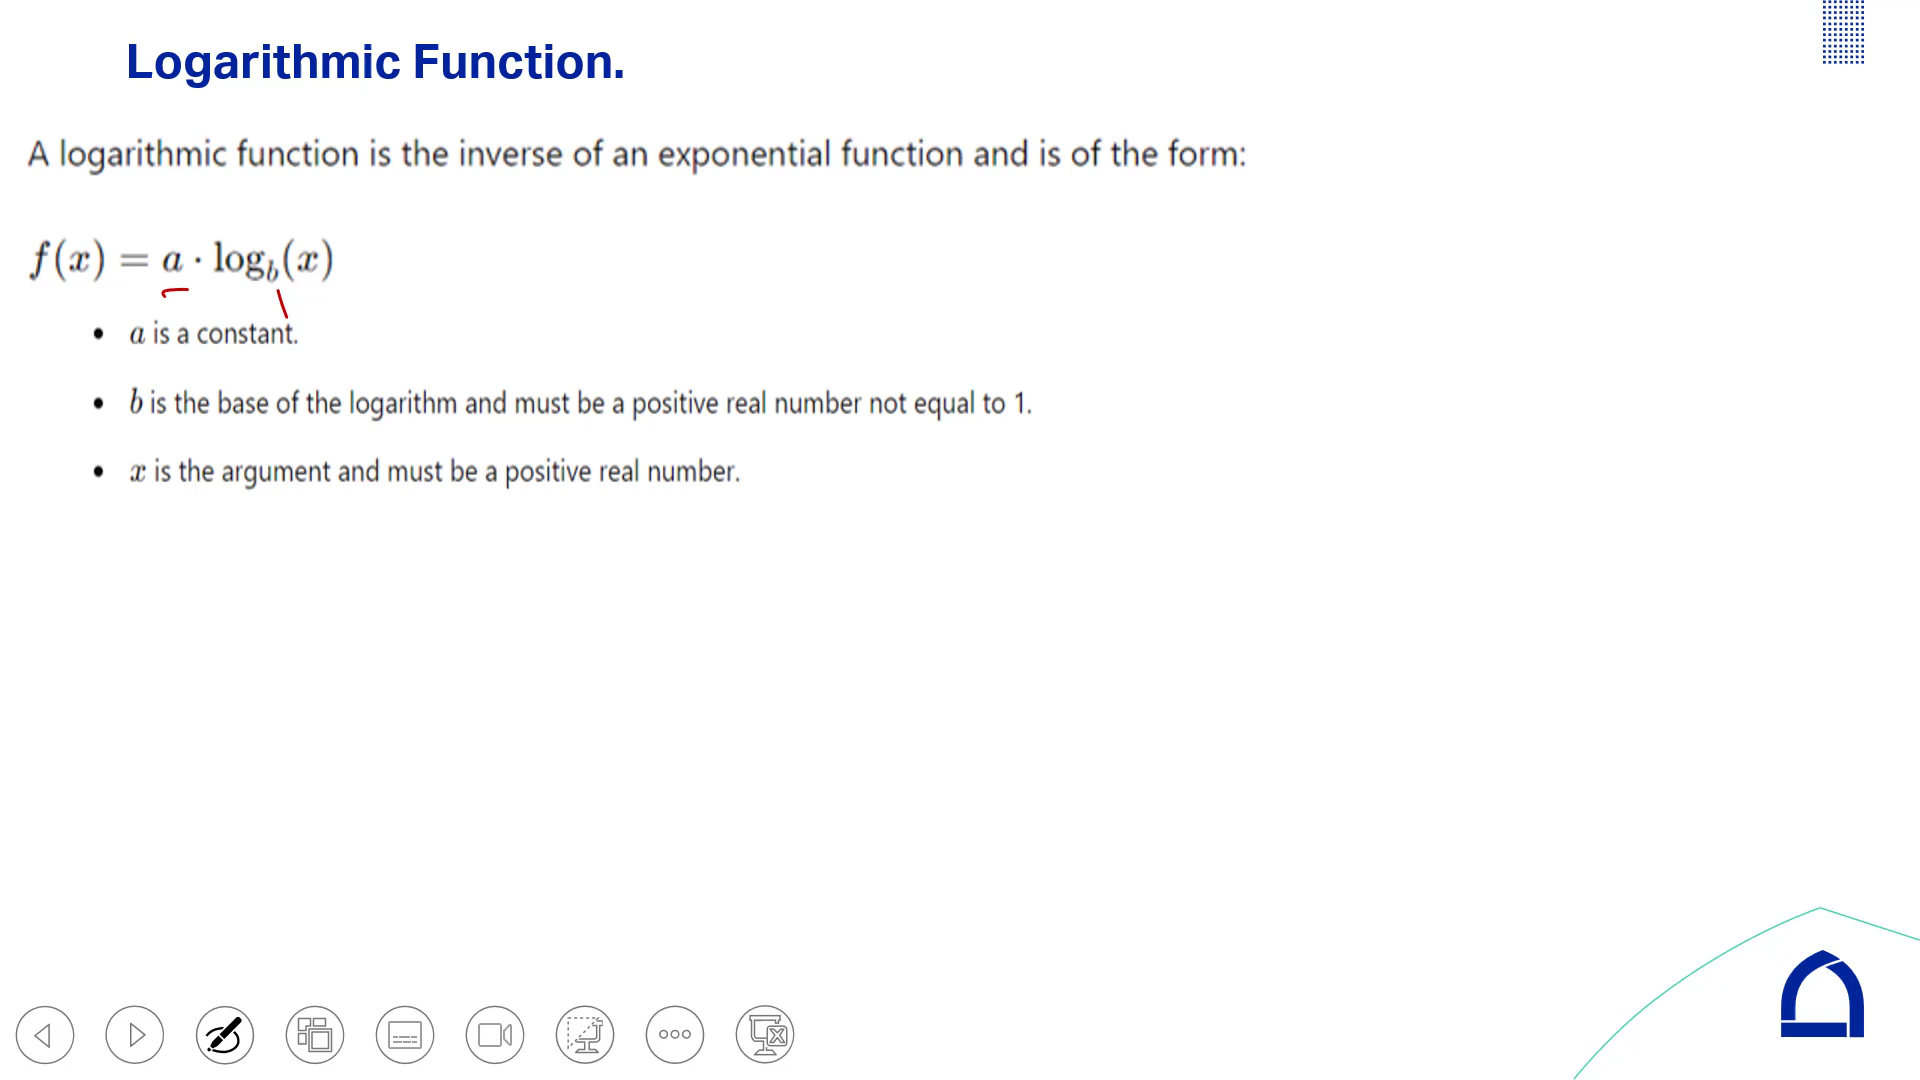 Logarithmic Function.
A logarithmic function is the inverse of an exponential function and is of the form:
f(x) = a · log_b(x)
• a is a constant.
• b is the base of the logarithm and must be a positive real number not equal to 1.
• x is the argument and must be a positive real number.